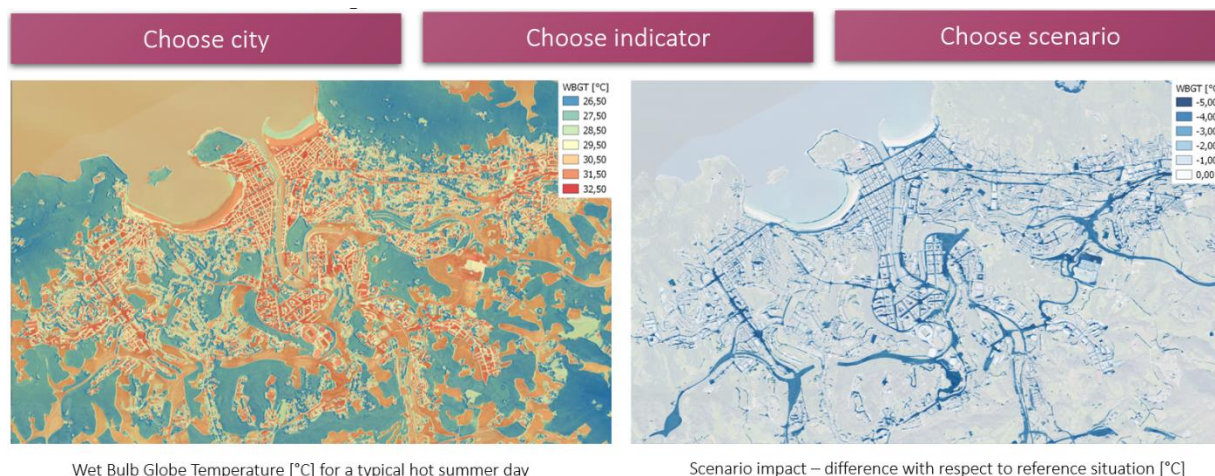 Choose city
Choose indicator
Choose scenario
WBGT [°C]
26,50
27,50
28,50
29,50
30,50
31,50
32,50
WBGT [°C]
-5,00
-4,00
-3,00
-2,00
-1,00
0,00
Wet Bulb Globe Temperature [°C] for a typical hot summer day
Scenario impact – difference with respect to reference situation [°C]